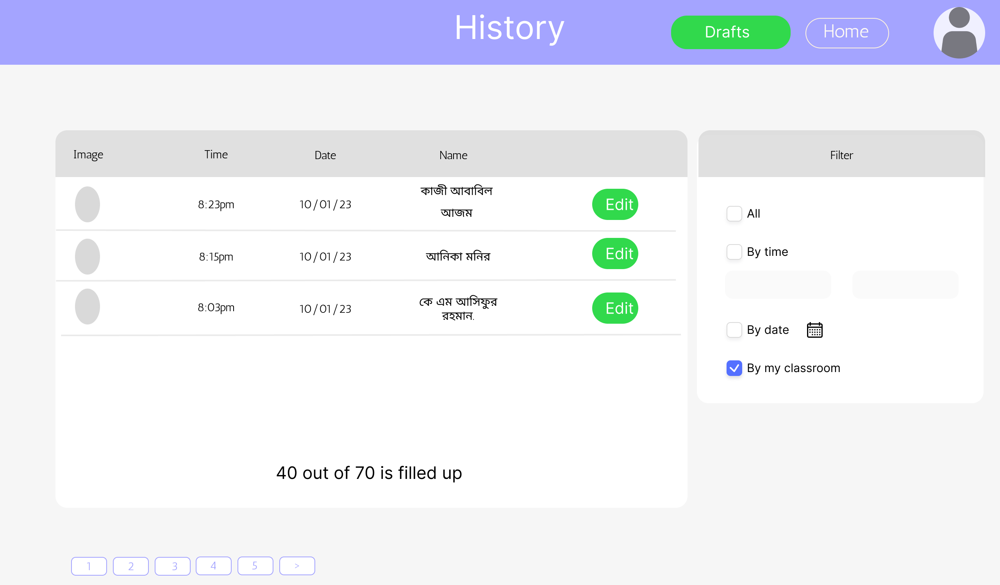 History
Drafts
Home
Image
Time
Date
Name
Filter
8:23pm
10/01/23
কাজী আবাবিল
আজম
Edit
8:15pm
10/01/23
আনিকা মনির
Edit
8:03pm
10/01/23
কে এম আসিফুর
রহমান.
Edit
All
By time
By date
By my classroom
40 out of 70 is filled up
1
2
3
4
5
>